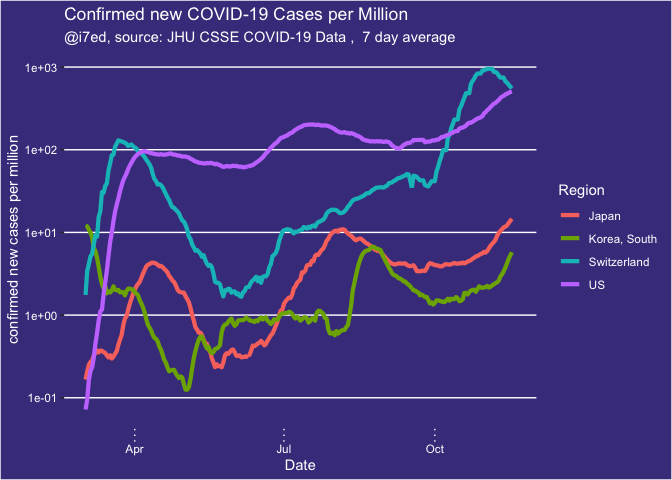 Confirmed new COVID-19 Cases per Million
@i7ed, source: JHU CSSE COVID-19 Data ,  7 day average
confirmed new cases per million
1e+03
1e+02
1e+01
1e+00
1e-01
Apr
Jul
Oct
Date
Region
Japan
Korea, South
Switzerland
US